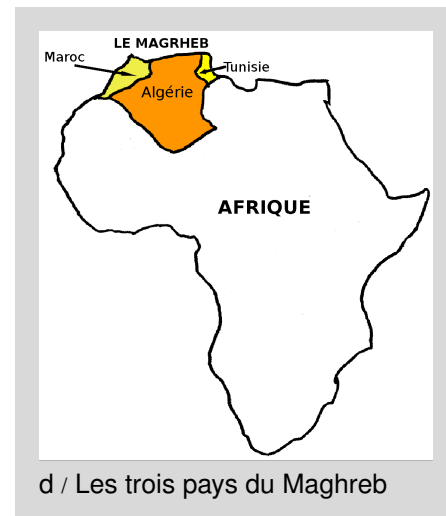 LE MAGRHEB
Maroc
Tunisie
Algérie
AFRIQUE
d / Les trois pays du Maghreb